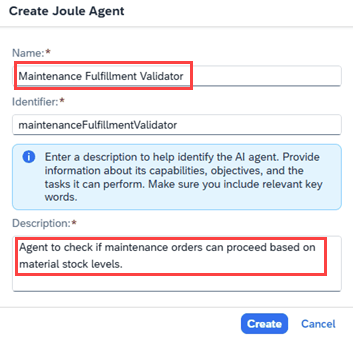 Create Joule Agent
Name:*
Maintenance Fulfillment Validator
Identifier:*
maintenanceFulfillmentValidator
Enter a description to help identify the AI agent. Provide
information about its capabilities, objectives, and the
tasks it can perform. Make sure you include relevant key
words.
Description:*
Agent to check if maintenance orders can proceed based on
material stock levels.
Create Cancel